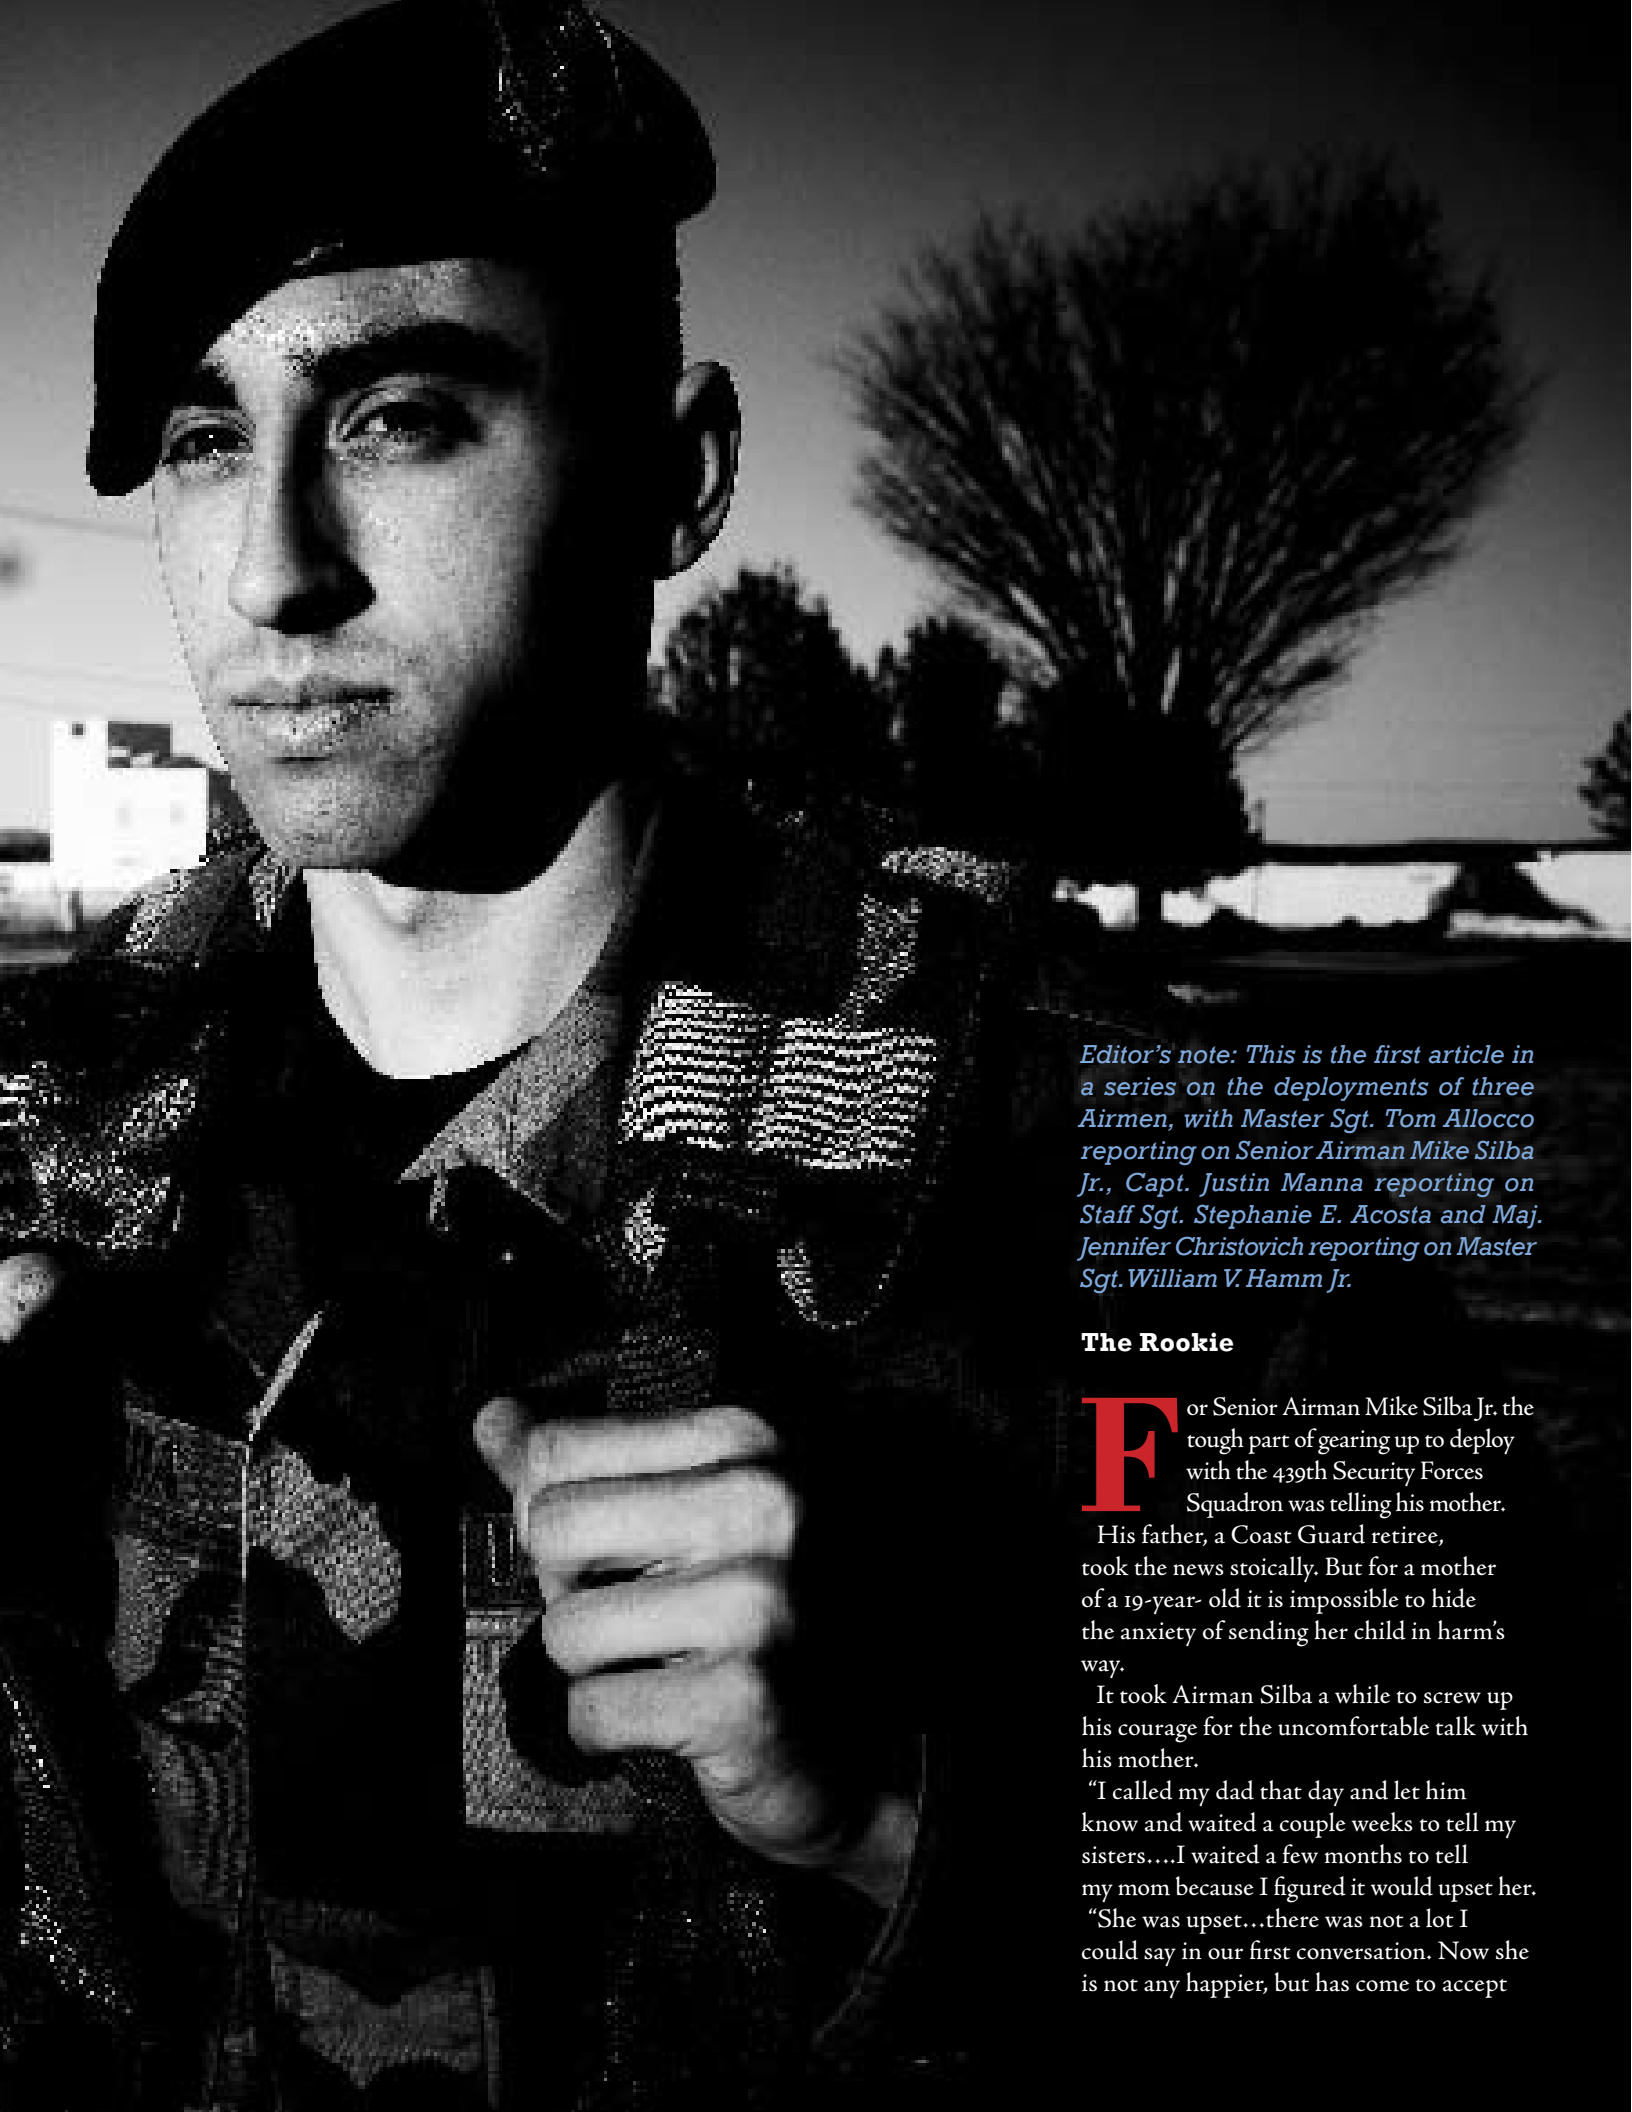 Editor's note: This is the first article in
a series on the deployments of three
Airmen, with Master Sgt. Tom Allocco
reporting on Senior Airman Mike Silba
Jr., Capt. Justin Manna reporting on
Staff Sgt. Stephanie E. Acosta and Maj.
Jennifer Christovich reporting on Master
Sgt. William V. Hamm Jr.
The Rookie
For Senior Airman Mike Silba Jr. the
tough part of gearing up to deploy
with the 439th Security Forces
Squadron was telling his mother.
His father, a Coast Guard retiree,
took the news stoically. But for a mother
of a 19-year- old it is impossible to hide
the anxiety of sending her child in harm's
way.
It took Airman Silba a while to screw up
his courage for the uncomfortable talk with
his mother.
“I called my dad that day and let him
know and waited a couple weeks to tell my
sisters….I waited a few months to tell
my mom because I figured it would upset her.
“She was upset…there was not a lot I
could say in our first conversation. Now she
is not any happier, but has come to accept